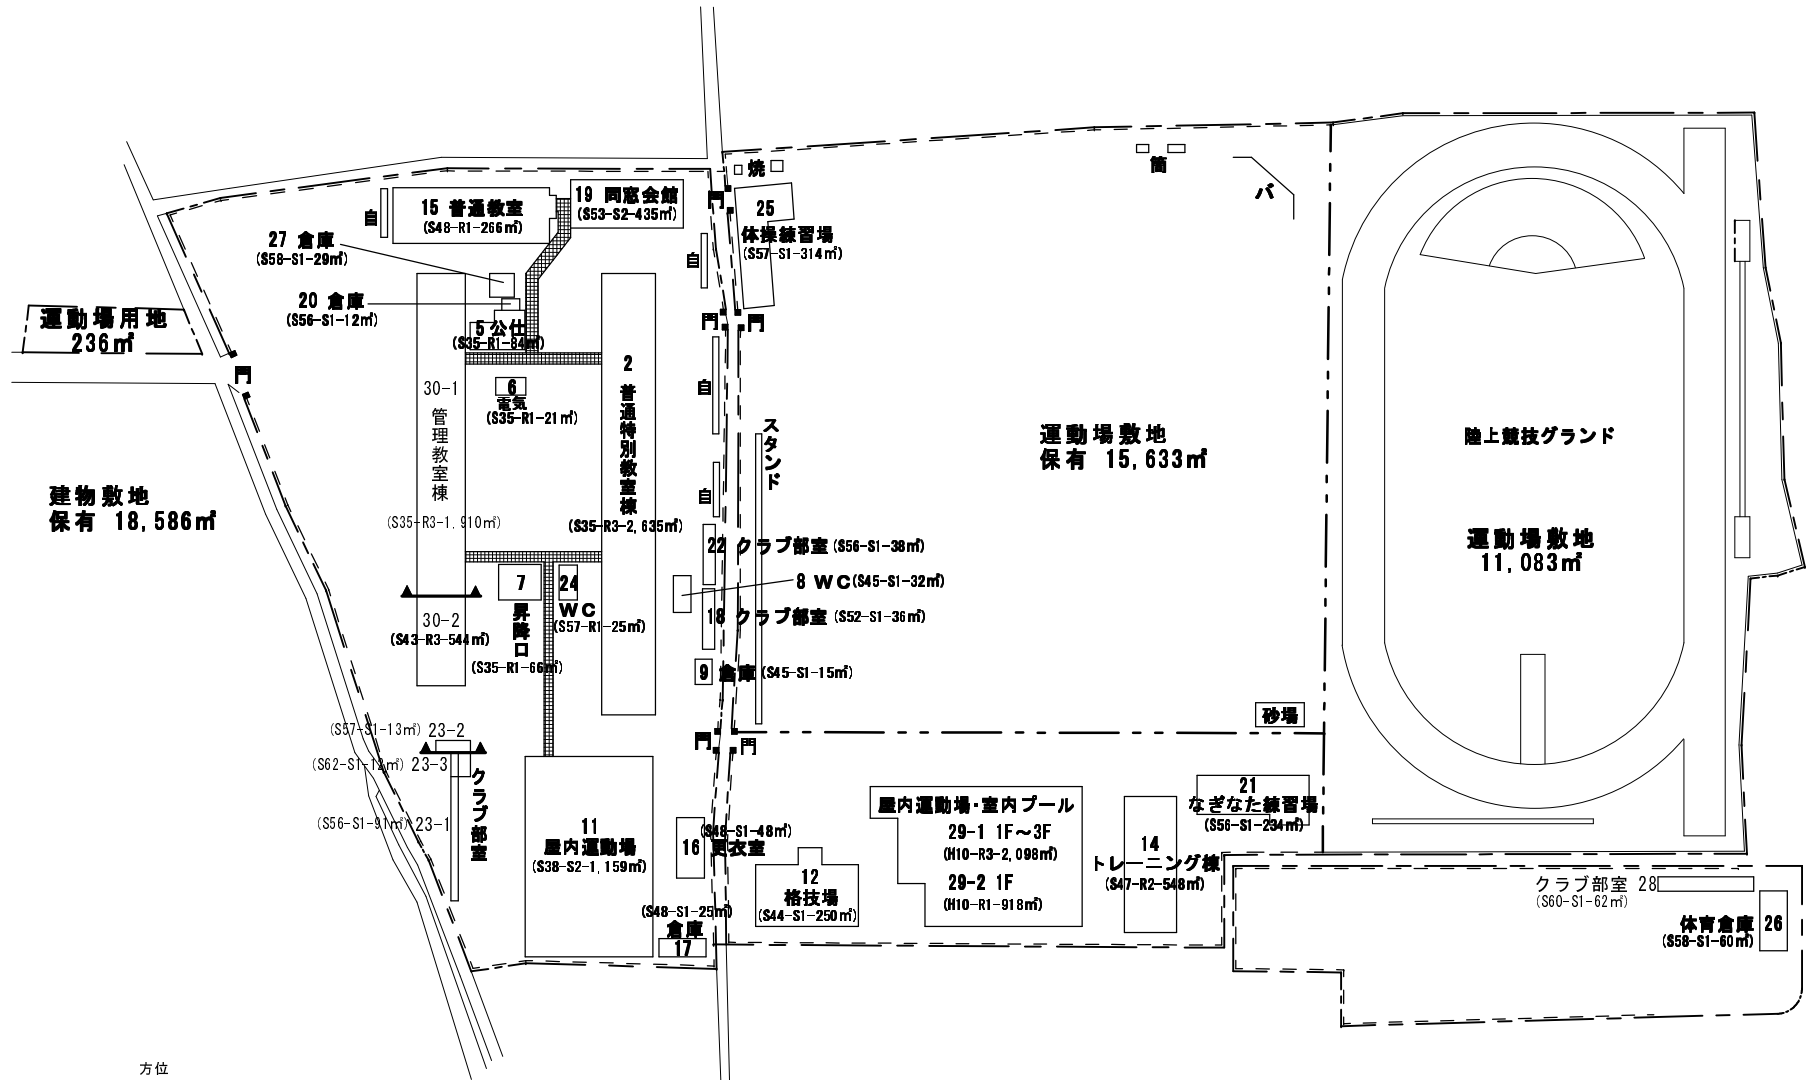 焼
筒
バ
19 同窓会館
(S53-S2-435㎡)
門
15 普通教室
(S48-R1-266㎡)
自
25
体操練習場
(S57-S1-314㎡)
27 倉庫
(S58-S1-29㎡)
自
20 倉庫
(S56-S1-12㎡)
運動場用地
236㎡
5 公仕
(S35-R1-84㎡)
門
門
門
30-1
管理教室棟
(S35-R3-1,910㎡)
6
電気
(S35-R1-21㎡)
2
普通特別教室棟
(S35-R3-2,635㎡)
自
スタンド
自
運動場敷地
保有 15,633㎡
陸上競技グランド
運動場敷地
11,083㎡
建物敷地
保有 18,586㎡
22 クラブ部室 (S56-S1-38㎡)
8 WC(S45-S1-32㎡)
18 クラブ部室 (S52-S1-36㎡)
7
昇降口
(S35-R1-66㎡)
24
WC
(S57-R1-25㎡)
30-2
(S43-R3-544㎡)
9 倉庫 (S45-S1-15㎡)
砂場
(S57-S1-13㎡) 23-2
(S62-S1-12㎡) 23-3
(S56-S1-91㎡) 23-1
クラブ部室
門
門
11
屋内運動場
(S38-S2-1,159㎡)
(S48-S1-48㎡)
16 更衣室
(S48-S1-25㎡)
倉庫
17
12
格技場
(S44-S1-250㎡)
屋内運動場・室内プール
29-1 1F～3F
(H10-R3-2,098㎡)
29-2 1F
(H10-R1-918㎡)
14
トレーニング棟
(S47-R2-548㎡)
21
なぎなた練習場
(S56-S1-234㎡)
クラブ部室 28
(S60-S1-62㎡)
体育倉庫 26
(S58-S1-60㎡)
方位